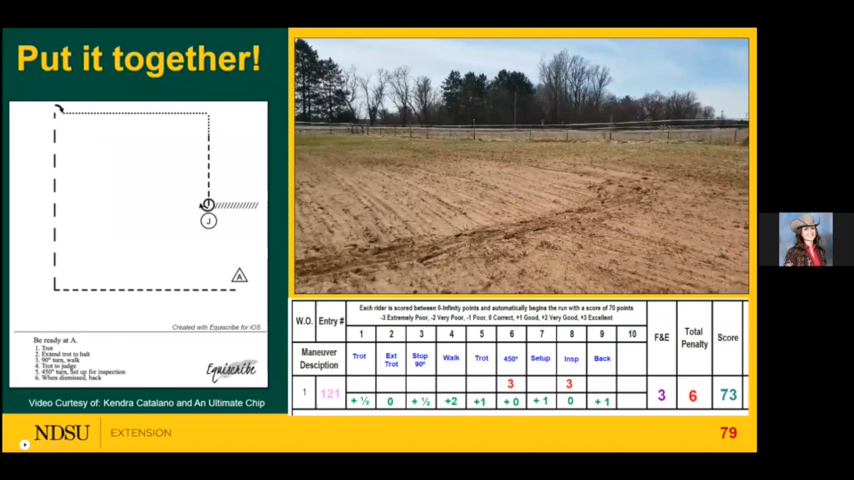 Put it together!
J
A
Created with Equiscribe for iOS
Be ready at A.
1. Trot
2. Extend trot to halt
3. 90° turn, walk
4. Trot to judge
5. 450° turn, Set up for inspection
6. When dismissed, back
Equiscribe
Video Curtesy of: Kendra Catalano and An Ultimate Chip
Each rider is scored between 0-Infinity points and automatically begins the run with a score of 70 points
-3 Extremely Poor, -2 Very Poor, -1 Poor, 0 Correct, +1 Good, +2 Very Good, +3 Excellent
W.O. Entry # 1 2 3 4 5 6 7 8 9 10 F&E Total Penalty Score
Maneuver Desciption Trot Ext Trot Stop 90° Walk Trot 450° Setup Insp Back
3 3
1 121 + ½ 0 + ½ +2 +1 + 0 + 1 0 + 1 3 6 73
NDSU EXTENSION 79